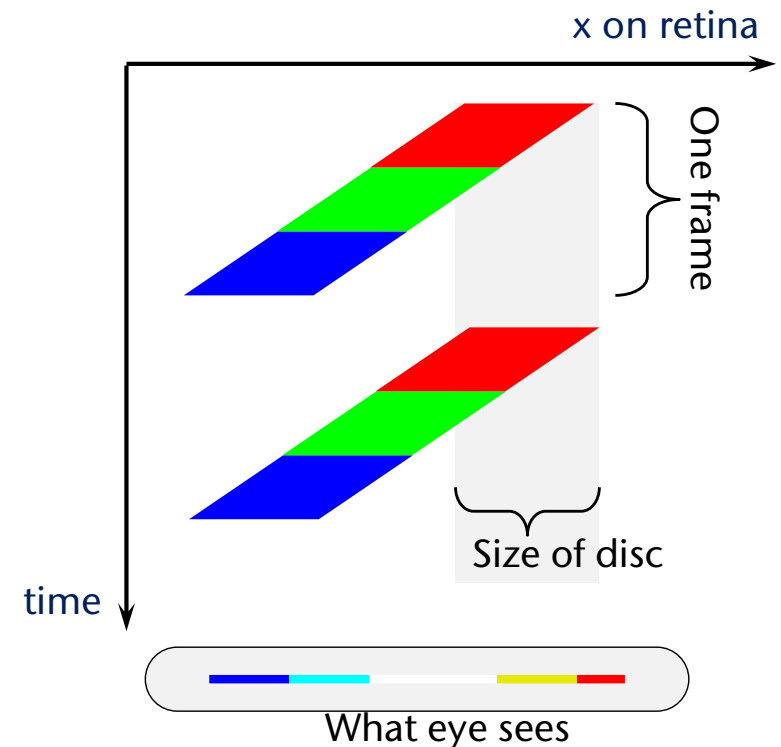 x on retina
One frame
Size of disc
time
What eye sees